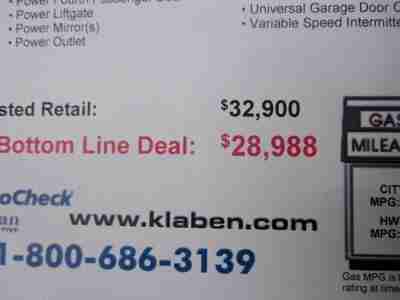 • Power Liftgate
• Power Mirror(s)
• Power Outlet
• Universal Garage Door
• Variable Speed Intermitte
sted Retail: $32,900
Bottom Line Deal: $28,988
GAS
MILEA
oCheck
www.klaben.com
1-800-686-3139
CIT
MPG:
HW
MPG:
Gas MPG is
rating at time